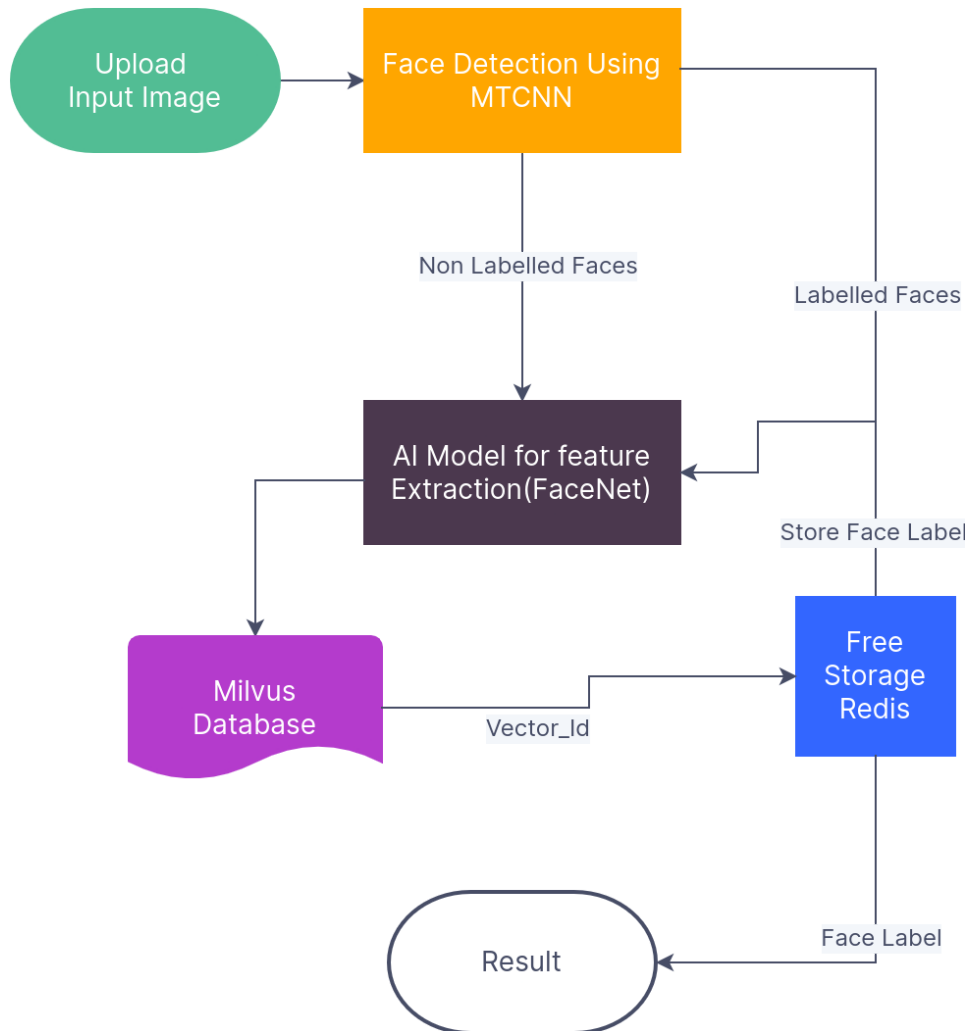 Upload
Input Image
Face Detection Using
MTCNN
Non Labelled Faces
Labelled Faces
AI Model for feature
Extraction(FaceNet)
Store Face Label
Free
Storage
Redis
Milvus
Database
Vector_Id
Face Label
Result